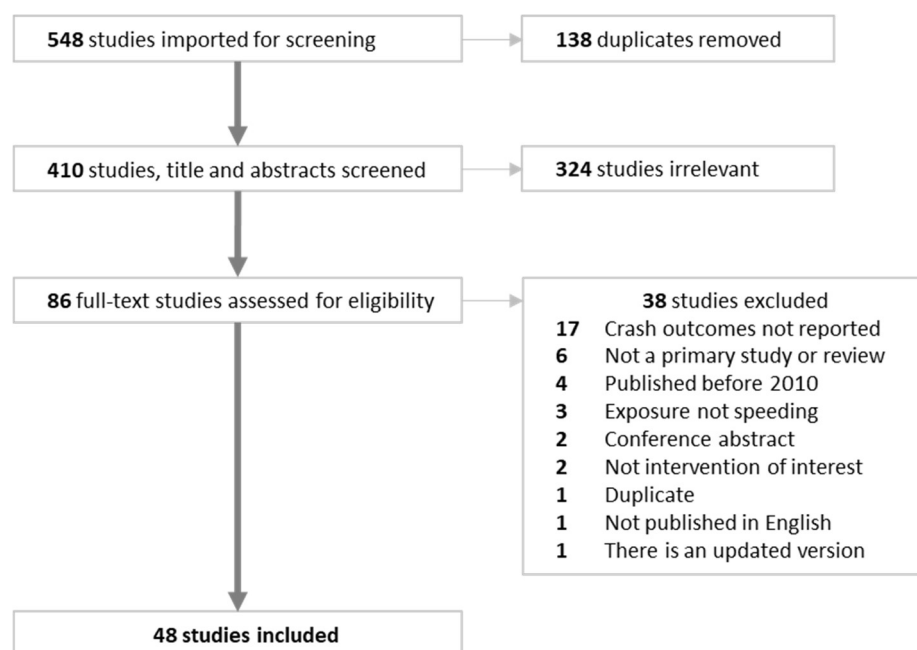 548 studies imported for screening
138 duplicates removed
410 studies, title and abstracts screened
324 studies irrelevant
86 full-text studies assessed for eligibility
38 studies excluded
17 Crash outcomes not reported
6 Not a primary study or review
4 Published before 2010
3 Exposure not speeding
2 Conference abstract
2 Not intervention of interest
1 Duplicate
1 Not published in English
1 There is an updated version
48 studies included